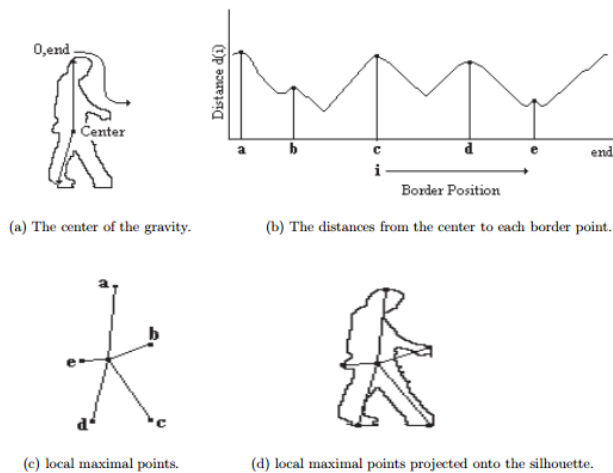 0,end
Center
(a) The center of the gravity.
Distance d(i)
a b c d e end
i
Border Position
(b) The distances from the center to each border point.
a
b
e
d c
(c) local maximal points.
(d) local maximal points projected onto the silhouette.